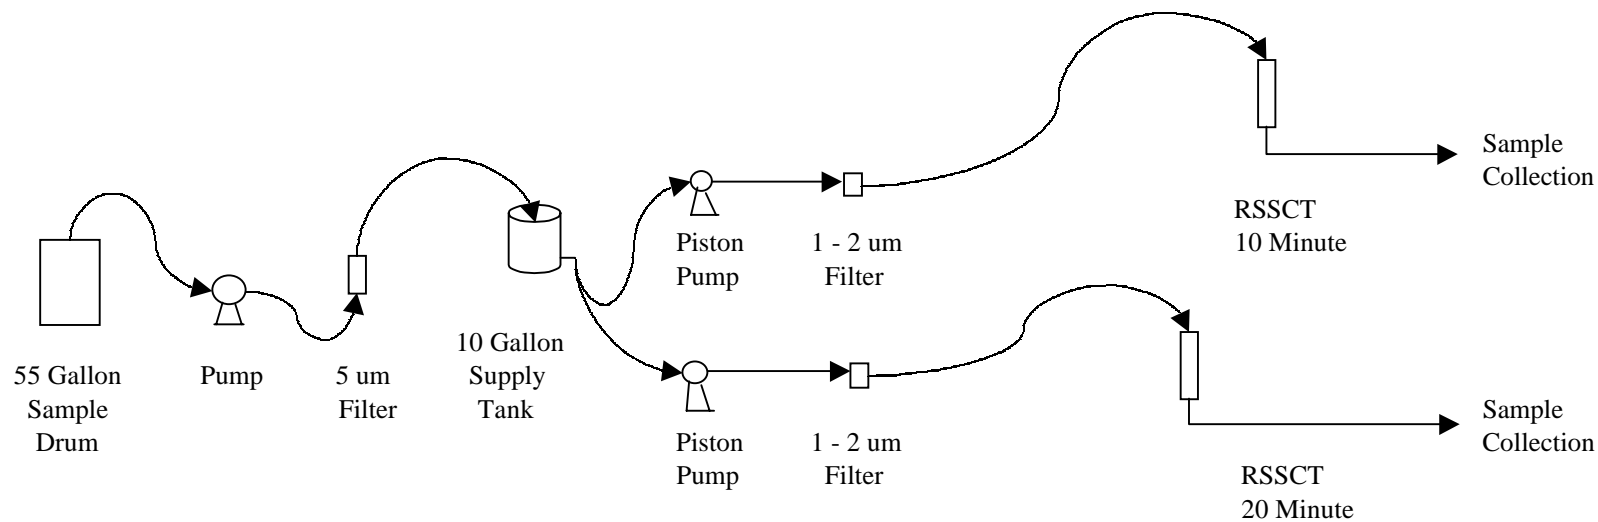 55 Gallon
Sample
Drum
Pump
5 um
Filter
10 Gallon
Supply
Tank
Piston
Pump
1 - 2 um
Filter
RSSCT
10 Minute
Sample
Collection
Piston
Pump
1 - 2 um
Filter
RSSCT
20 Minute
Sample
Collection